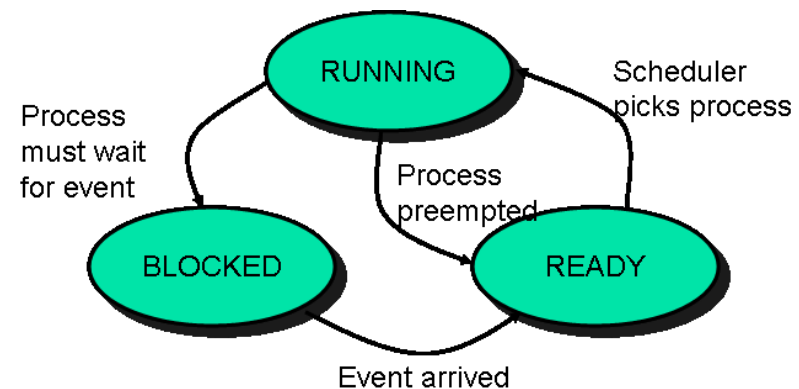 RUNNING
Scheduler
picks process
Process
must wait
for event
Process
preempted
BLOCKED
READY
Event arrived